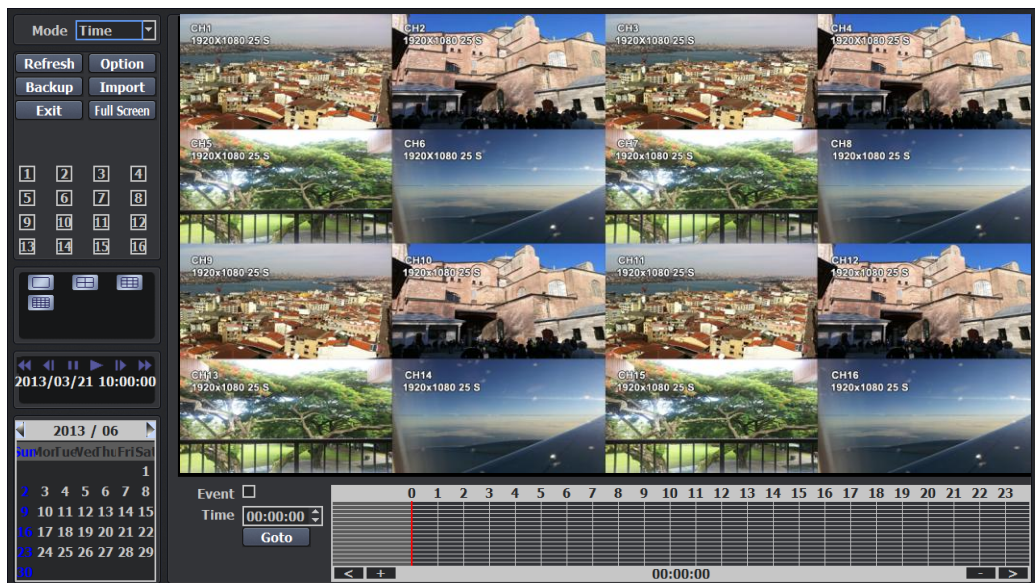 Mode Time
Refresh Option
Backup Import
Exit Full Screen
1 2 3 4
5 6 7 8
9 10 11 12
13 14 15 16
2013/03/21 10:00:00
2013 / 06
Sun Mon Tue Wed Thu Fri Sat
1
2 3 4 5 6 7 8
9 10 11 12 13 14 15
16 17 18 19 20 21 22
23 24 25 26 27 28 29
30
CH1
1920X1080 25 S
CH2
1920X1080 25 S
CH3
1920X1080 25 S
CH4
1920X1080 25 S
CH5
1920X1080 25 S
CH6
1920X1080 25 S
CH7
1920x1080 25 S
CH8
1920x1080 25 S
CH9
1920x1080 25 S
CH10
1920x1080 25 S
CH11
1920x1080 25 S
CH12
1920x1080 25 S
CH13
1920x1080 25 S
CH14
1920x1080 25 S
CH15
1920x1080 25 S
CH16
1920x1080 25 S
Event
Time 00:00:00
Goto
0 1 2 3 4 5 6 7 8 9 10 11 12 13 14 15 16 17 18 19 20 21 22 23
< + 00:00:00 - >